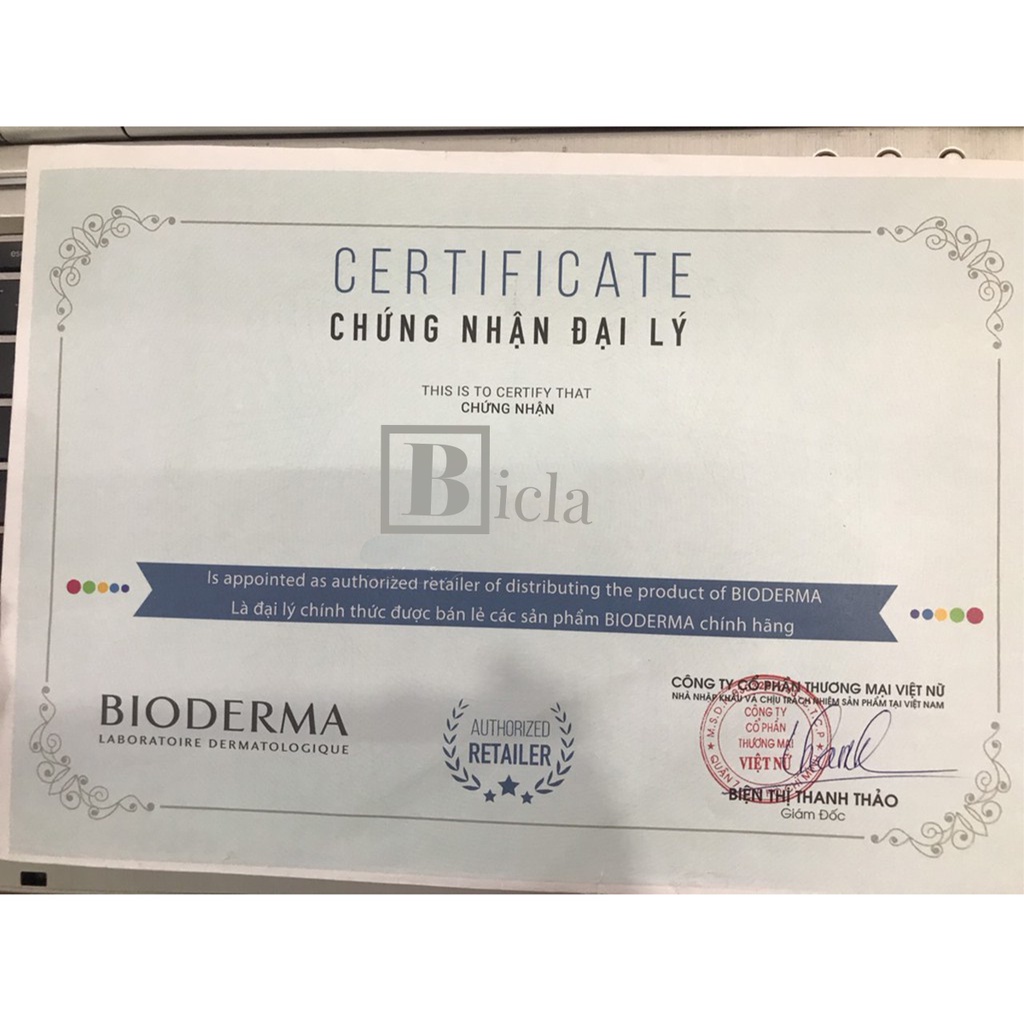 CERTIFICATE
CHỨNG NHẬN ĐẠI LÝ
THIS IS TO CERTIFY THAT
CHỨNG NHẬN
Bicla
Is appointed as authorized retailer of distributing the product of BIODERMA
Là đại lý chính thức được bán lẻ các sản phẩm BIODERMA chính hãng
BIODERMA
LABORATOIRE DERMATOLOGIQUE
AUTHORIZED
RETAILER
CÔNG TY CỔ PHẦN THƯƠNG MẠI VIỆT NỮ
NHÀ NHẬP KHẨU VÀ CHỊU TRÁCH NHIỆM SẢN PHẨM TẠI VIỆT NAM
CÔNG TY
CỔ PHẦN
THƯƠNG MẠI
VIỆT NỮ
QUẬN 7
Thanh
BIỆN THỊ THANH THẢO
Giám Đốc